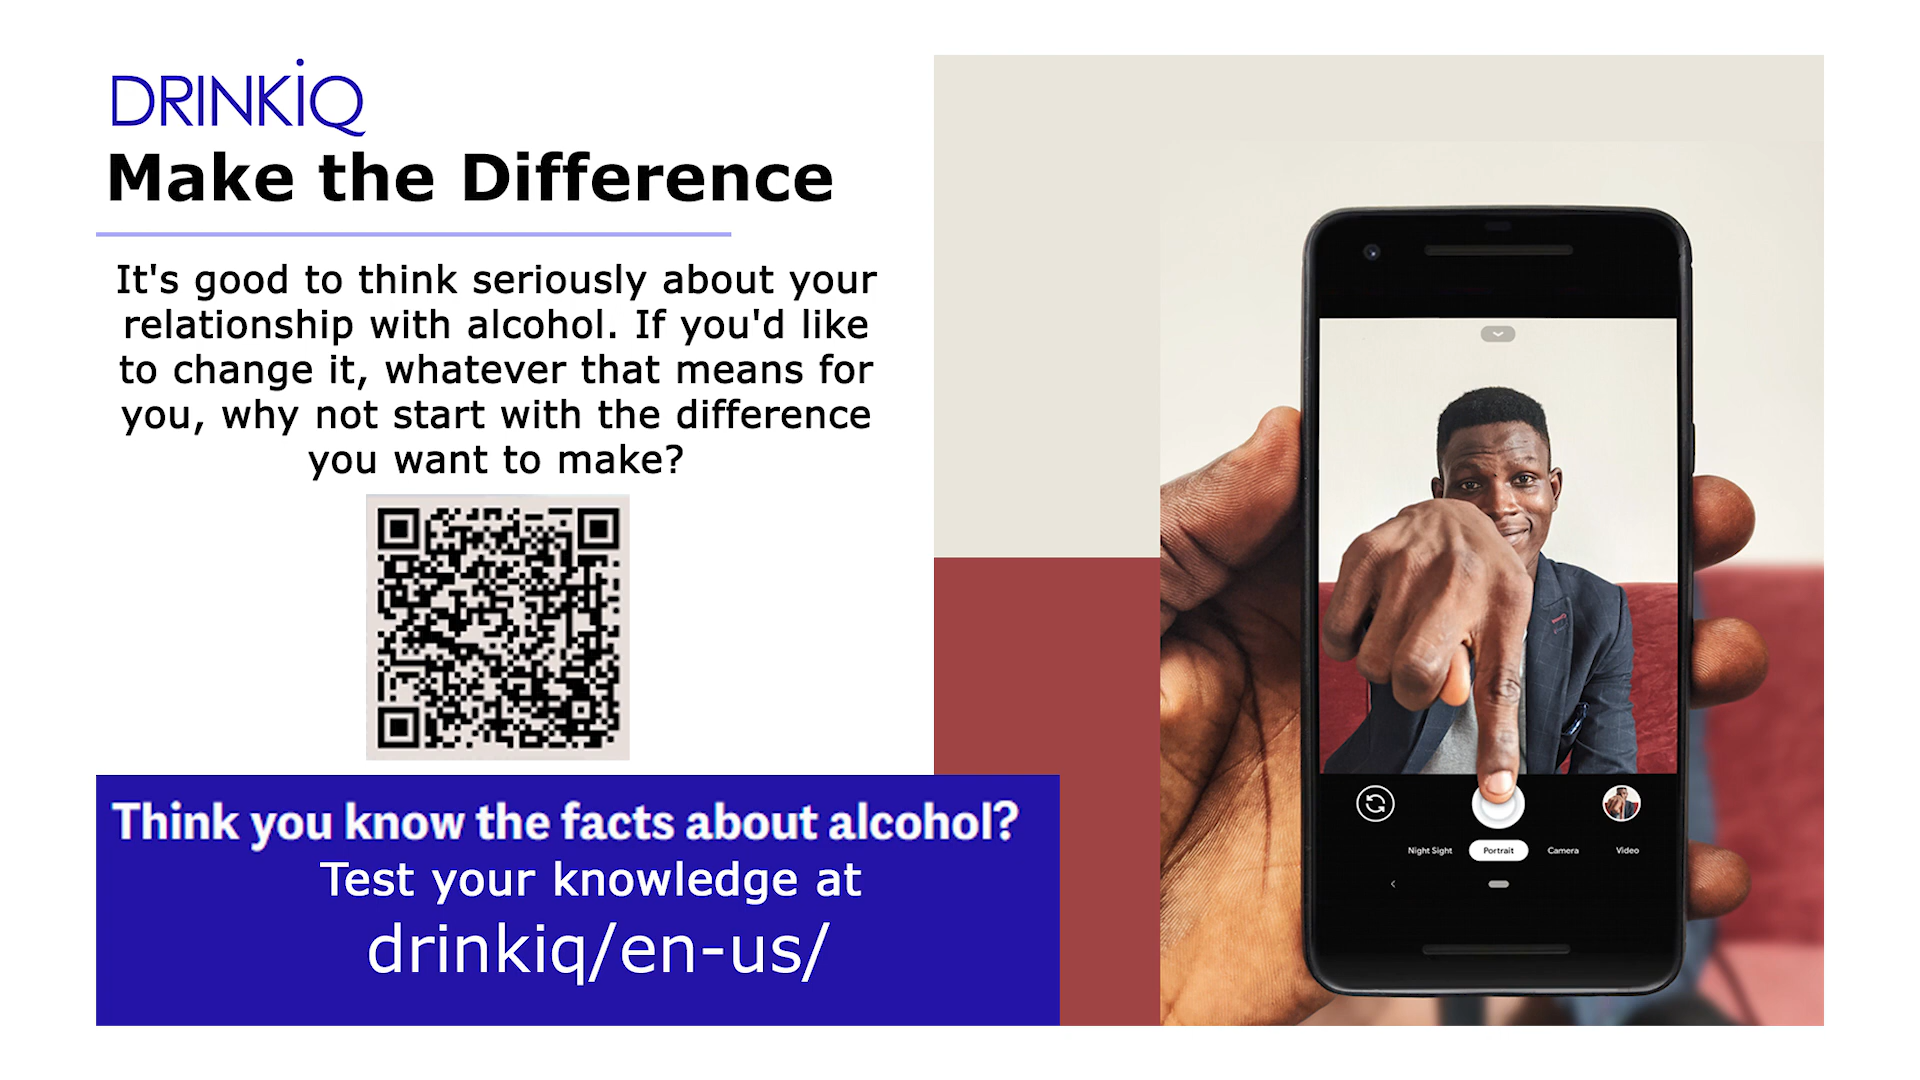 DRINKiQ
Make the Difference
It's good to think seriously about your
relationship with alcohol. If you'd like
to change it, whatever that means for
you, why not start with the difference
you want to make?
Think you know the facts about alcohol?
Test your knowledge at
drinkiq/en-us/
Night Sight Portrait Camera Video